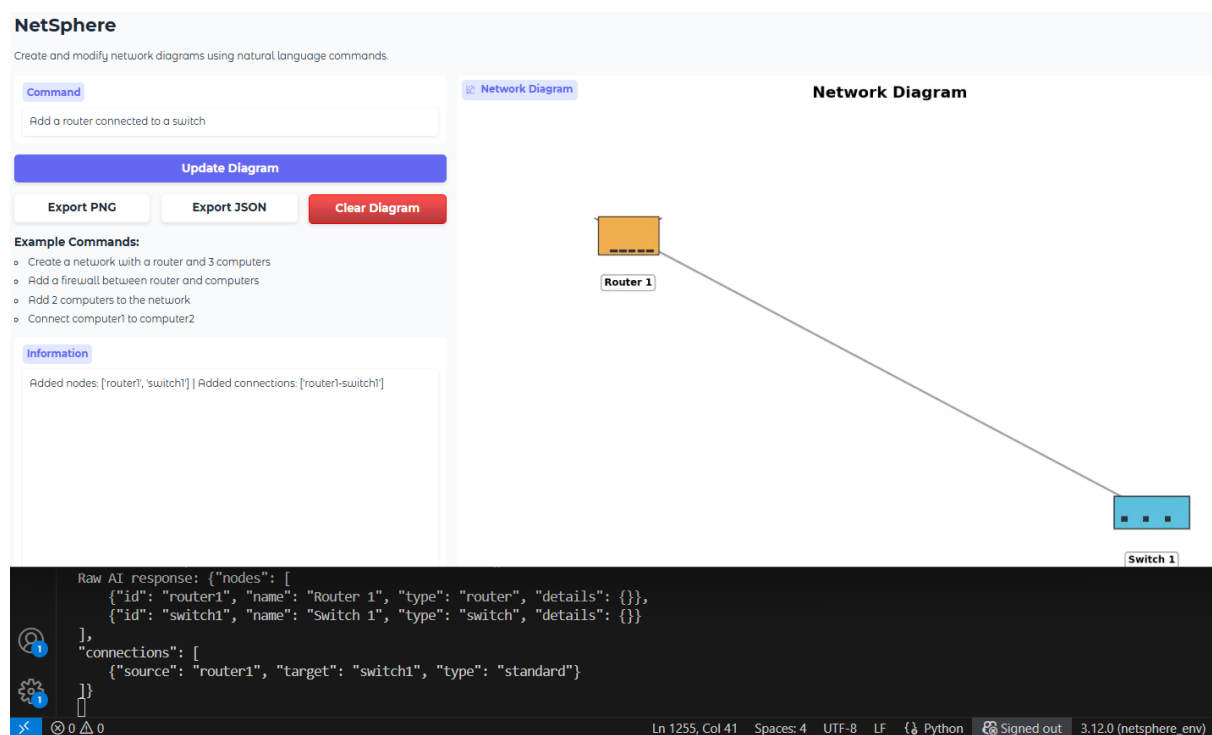 NetSphere
Create and modify network diagrams using natural language commands.
Command
Add a router connected to a switch
Update Diagram
Export PNG
Export JSON
Clear Diagram
Example Commands:
Create a network with a router and 3 computers
Add a firewall between router and computers
Add 2 computers to the network
Connect computer1 to computer2
Information
Added nodes: ['router1', 'switch1'] | Added connections: ['router1-switch1']
Network Diagram
Network Diagram
Router 1
Switch 1
Raw AI response: {"nodes": [
{"id": "router1", "name": "Router 1", "type": "router", "details": {}},
{"id": "switch1", "name": "Switch 1", "type": "switch", "details": {}}
],
"connections": [
{"source": "router1", "target": "switch1", "type": "standard"}
]}
1
1
0 0
Ln 1255, Col 41 Spaces: 4 UTF-8 LF Python Signed out 3.12.0 (netsphere_env)